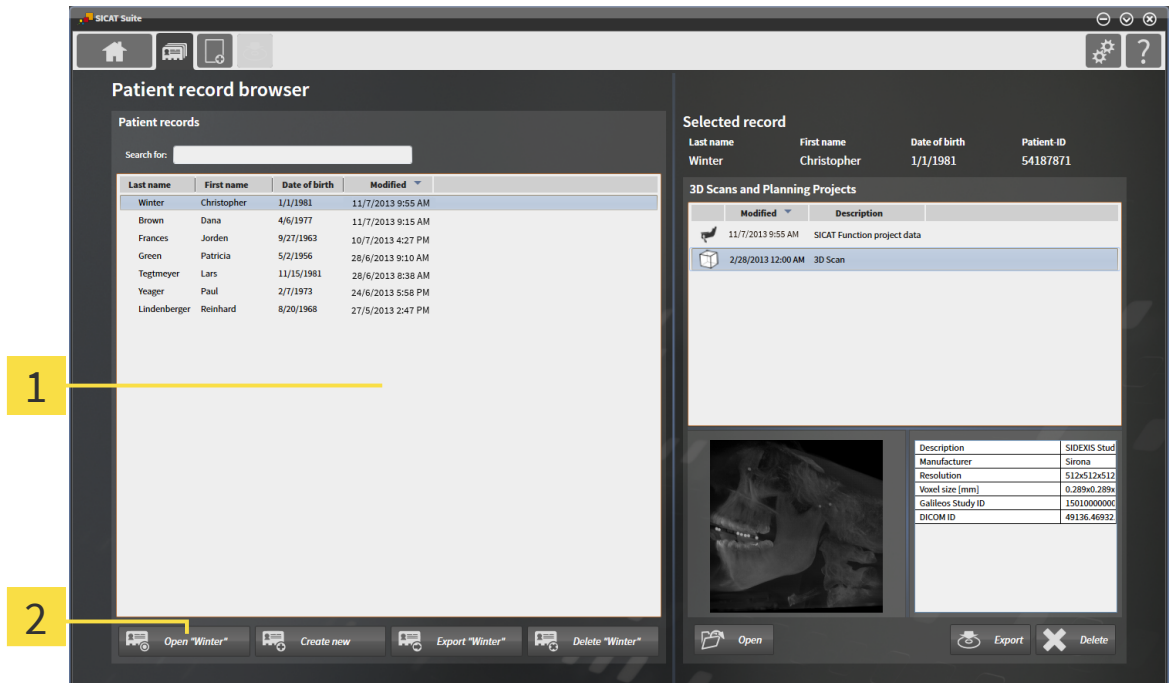 SICAT Suite
Patient record browser
Patient records
Search for:
Last name First name Date of birth Modified
Winter Christopher 1/1/1981 11/7/2013 9:55 AM
Brown Dana 4/6/1977 11/7/2013 9:15 AM
Frances Jorden 9/27/1963 10/7/2013 4:27 PM
Green Patricia 5/2/1956 28/6/2013 9:10 AM
Tegtmeyer Lars 11/15/1981 28/6/2013 8:38 AM
Yeager Paul 2/7/1973 24/6/2013 5:58 PM
Lindenberger Reinhard 8/20/1968 27/5/2013 2:47 PM
1
2
Open "Winter" Create new Export "Winter" Delete "Winter"
?
Selected record
Last name First name Date of birth Patient-ID
Winter Christopher 1/1/1981 54187871
3D Scans and Planning Projects
Modified Description
11/7/2013 9:55 AM SICAT Function project data
2/28/2013 12:00 AM 3D Scan
Description SIDEXIS Stud
Manufacturer Sirona
Resolution 512x512x512
Voxel size [mm] 0.289x0.289x
Galileos Study ID
DICOM ID 49136.46932.
Open Export Delete